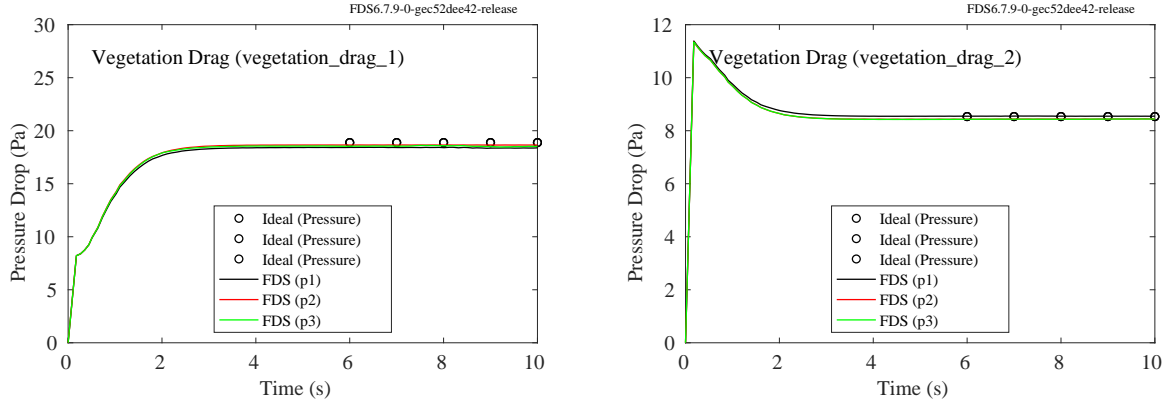 FDS6.7.9-0-gec52dee42-release
30
25
20
15
10
5
0
Pressure Drop (Pa)
Vegetation Drag (vegetation_drag_1)
Ideal (Pressure)
Ideal (Pressure)
Ideal (Pressure)
FDS (p1)
FDS (p2)
FDS (p3)
0 2 4 6 8 10
Time (s)
FDS6.7.9-0-gec52dee42-release
12
10
8
6
4
2
0
Pressure Drop (Pa)
Vegetation Drag (vegetation_drag_2)
Ideal (Pressure)
Ideal (Pressure)
Ideal (Pressure)
FDS (p1)
FDS (p2)
FDS (p3)
0 2 4 6 8 10
Time (s)